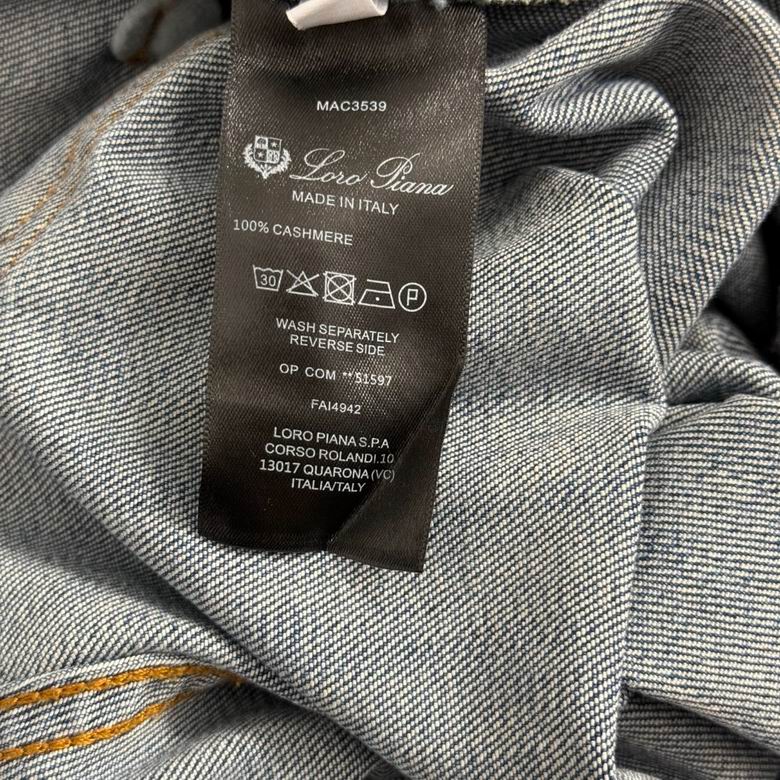 MAC3539
Loro Piana
MADE IN ITALY
100% CASHMERE
30 P
WASH SEPARATELY
REVERSE SIDE
OP COM ** 51597
FAI4942
LORO PIANA S.P.A
CORSO ROLANDI.10
13017 QUARONA (VC)
ITALIA/ITALY